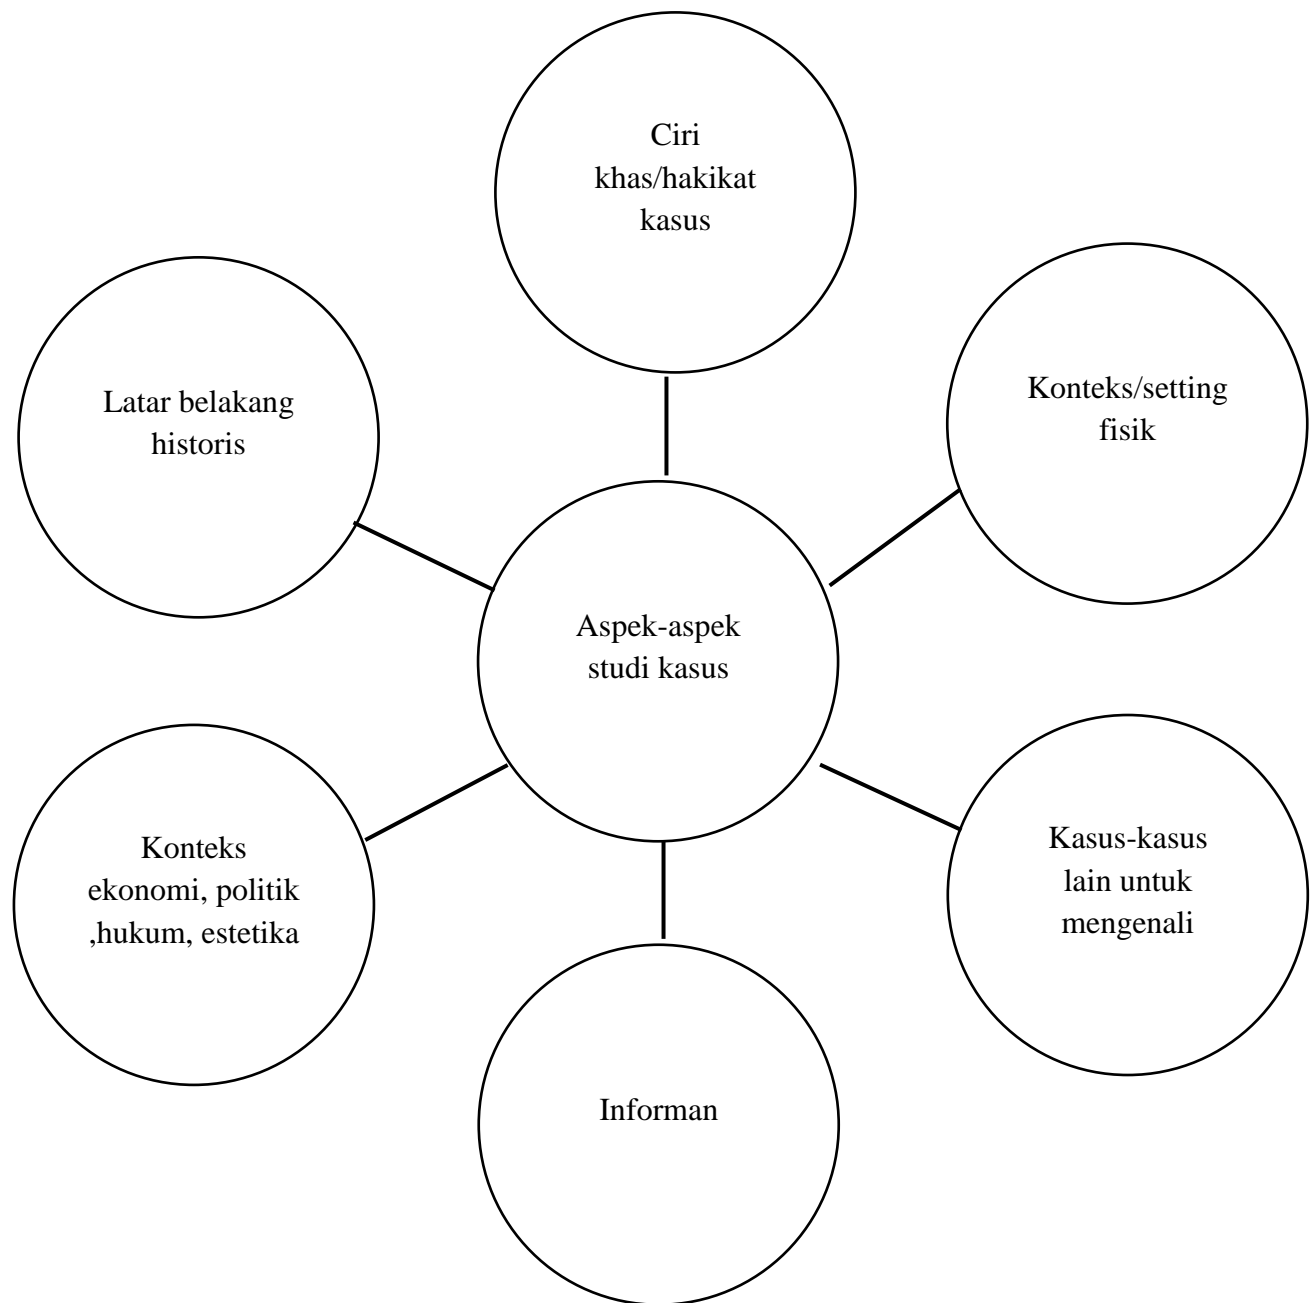 Ciri
khas/hakikat
kasus
Latar belakang
historis
Konteks/setting
fisik
Aspek-aspek
studi kasus
Konteks
ekonomi, politik
,hukum, estetika
Kasus-kasus
lain untuk
mengenali
Informan